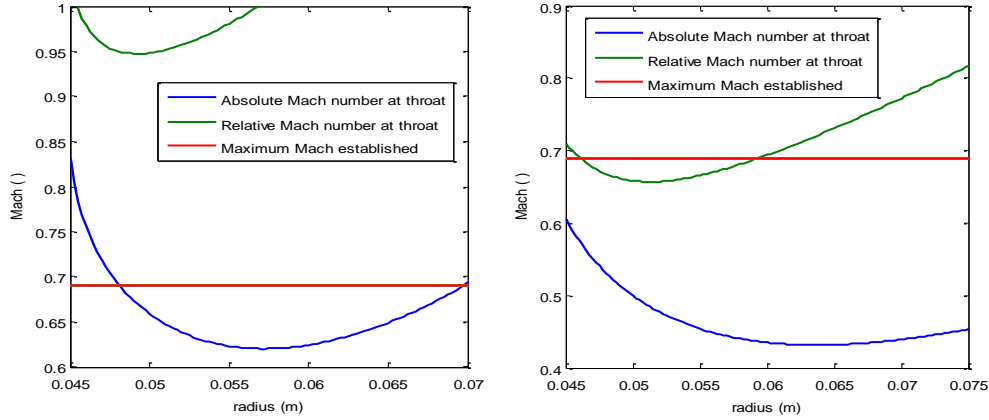 1
0.95
0.9
0.85
0.8
0.75
0.7
0.65
0.6
Mach ( )
Absolute Mach number at throat
Relative Mach number at throat
Maximum Mach established
0.045
0.05
0.055
0.06
0.065
0.07
radius (m)
0.9
0.8
0.7
0.6
0.5
0.4
Mach ( )
Absolute Mach number at throat
Relative Mach number at throat
Maximum Mach established
0.045
0.05
0.055
0.06
0.065
0.07
0.075
radius (m)